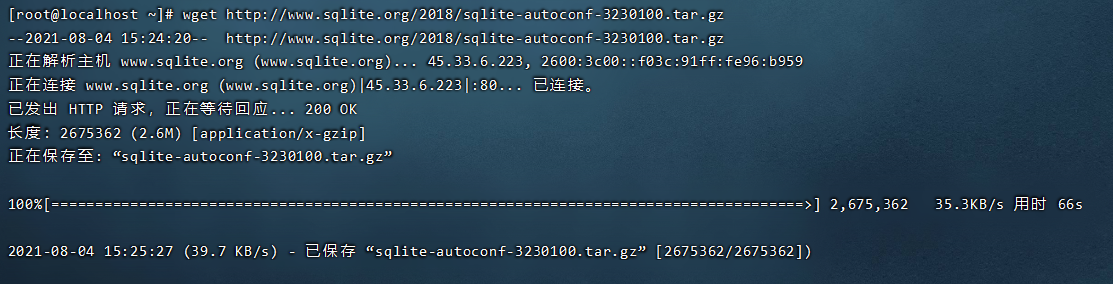 [root@localhost ~]# wget http://www.sqlite.org/2018/sqlite-autoconf-3230100.tar.gz
--2021-08-04 15:24:20--  http://www.sqlite.org/2018/sqlite-autoconf-3230100.tar.gz
正在解析主机 www.sqlite.org (www.sqlite.org)... 45.33.6.223, 2600:3c00::f03c:91ff:fe96:b959
正在连接 www.sqlite.org (www.sqlite.org)|45.33.6.223|:80... 已连接。
已发出 HTTP 请求，正在等待回应... 200 OK
长度：2675362 (2.6M) [application/x-gzip]
正在保存至: “sqlite-autoconf-3230100.tar.gz”
100%[======================================================================================>] 2,675,362   35.3KB/s 用时 66s
2021-08-04 15:25:27 (39.7 KB/s) - 已保存 “sqlite-autoconf-3230100.tar.gz” [2675362/2675362])